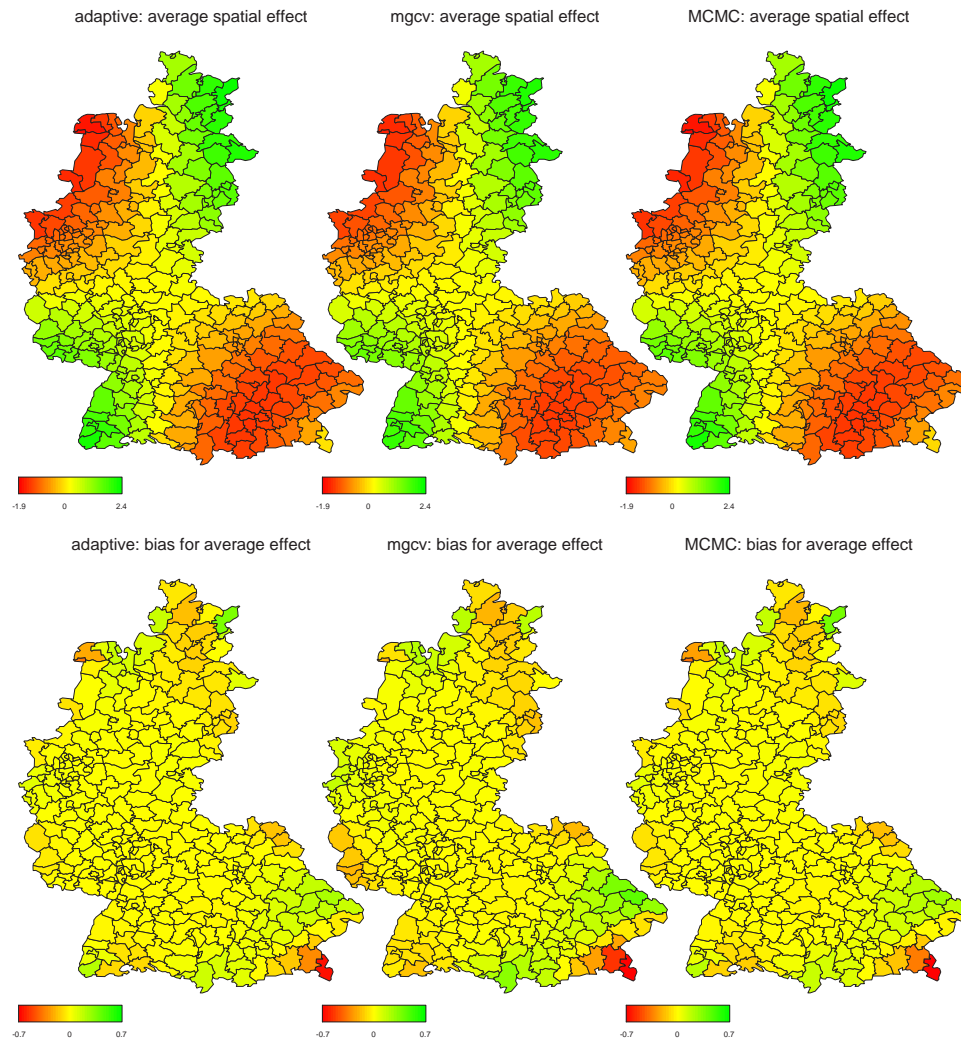 adaptive: average spatial effect
mgcv: average spatial effect
MCMC: average spatial effect
-1.9 0 2.4
-1.9 0 2.4
-1.9 0 2.4
adaptive: bias for average effect
mgcv: bias for average effect
MCMC: bias for average effect
-0.7 0 0.7
-0.7 0 0.7
-0.7 0 0.7